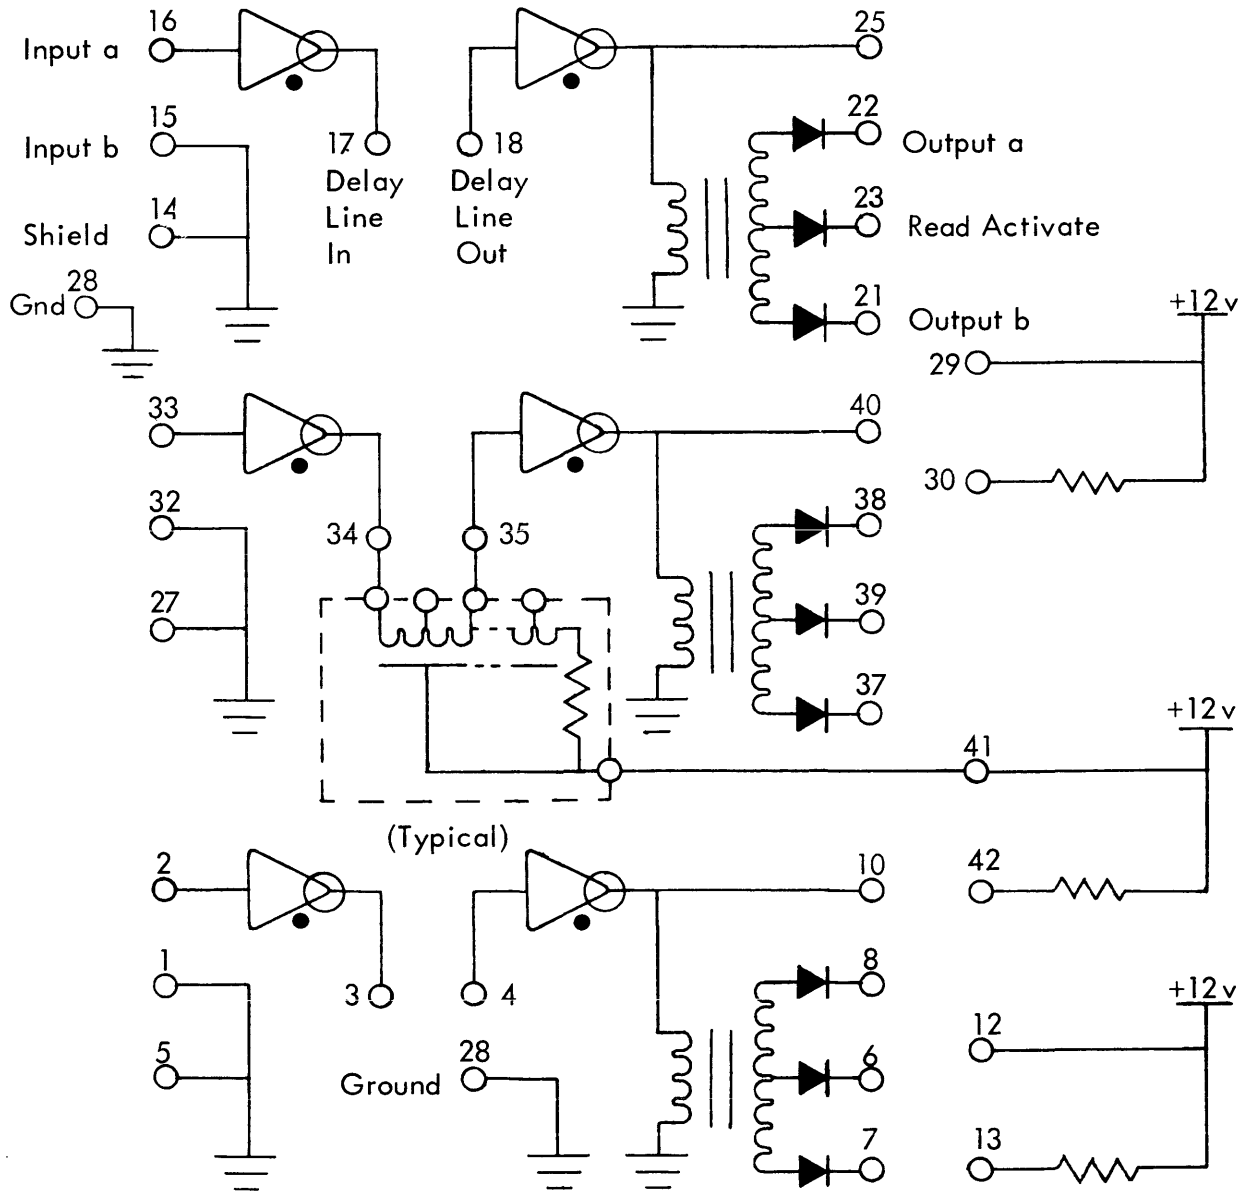 16
25
Input a
22
15
17
18
Output a
Input b
Delay
Line
In
Delay
Line
Out
14
23
Shield
Read Activate
28
Gnd
21
+12v
Output b
29
33
40
30
38
32
34
35
39
27
37
+12v
41
(Typical)
2
10
42
1
8
3
4
+12v
12
5
28
6
Ground
7
13